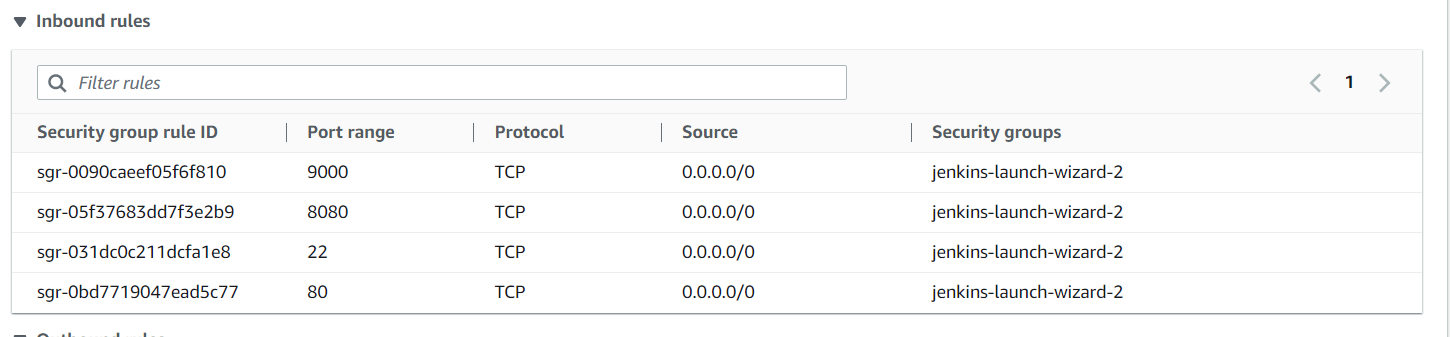 Inbound rules
Filter rules
1
Security group rule ID Port range Protocol Source Security groups
sgr-0090caeef05f6f810 9000 TCP 0.0.0.0/0 jenkins-launch-wizard-2
sgr-05f37683dd7f3e2b9 8080 TCP 0.0.0.0/0 jenkins-launch-wizard-2
sgr-031dc0c211dcfa1e8 22 TCP 0.0.0.0/0 jenkins-launch-wizard-2
sgr-0bd7719047ead5c77 80 TCP 0.0.0.0/0 jenkins-launch-wizard-2